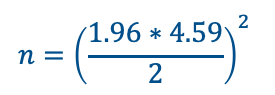 n = (1.96 * 4.59 / 2)²